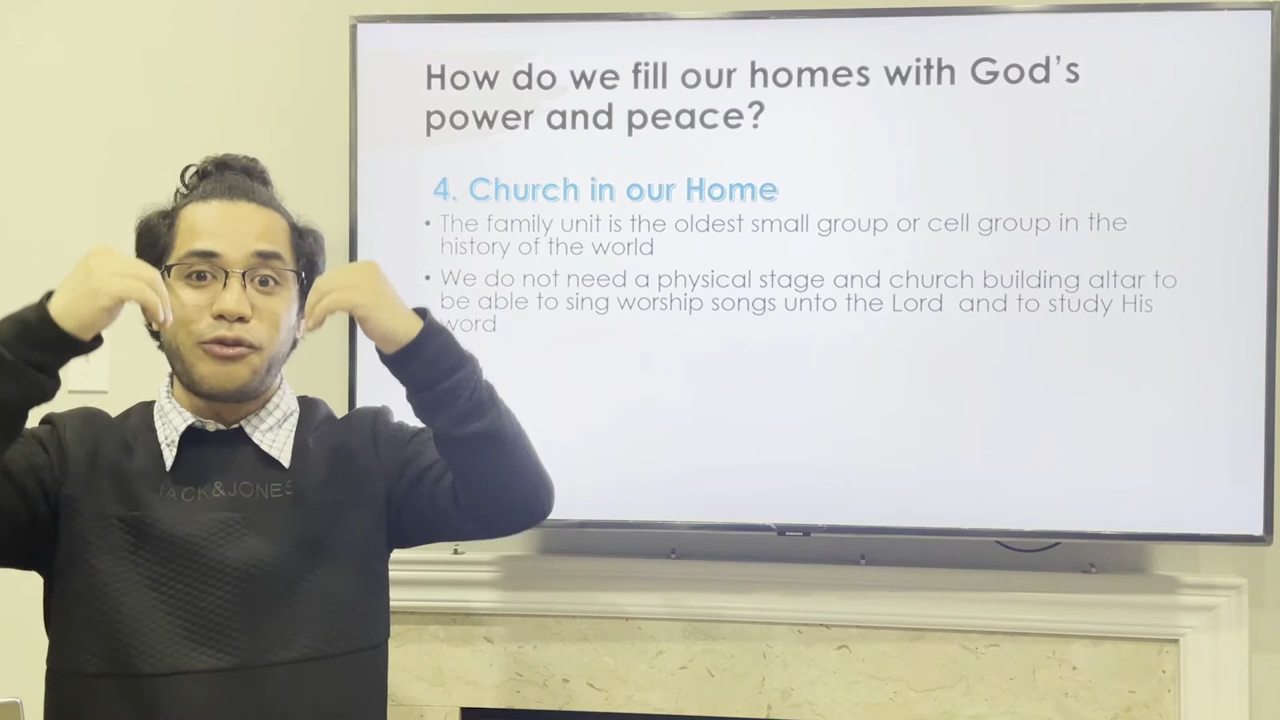 How do we fill our homes with God's
power and peace?
4. Church in our Home
• The family unit is the oldest small group or cell group in the
history of the world
• We do not need a physical stage and church building altar to
be able to sing worship songs unto the Lord and to study His
word
JACK&JONES
SAMSUNG